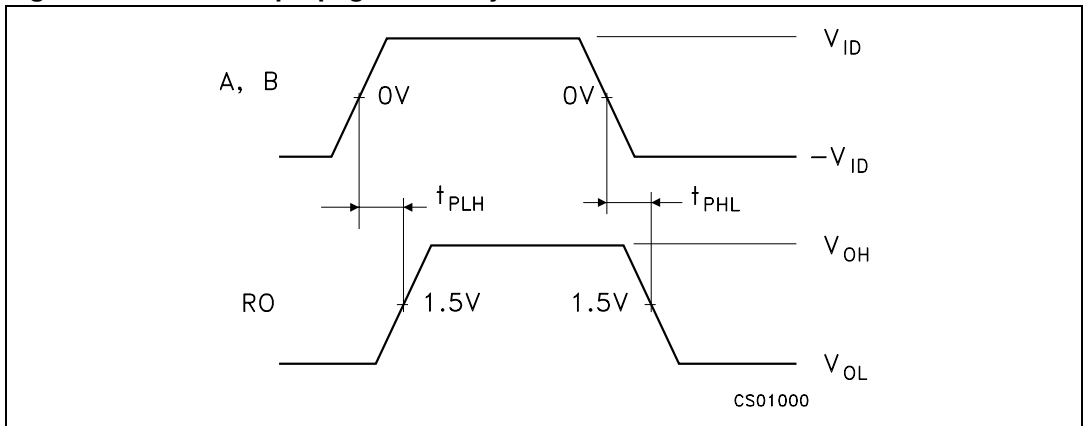 V_ID
A, B
0V 0V
-V_ID
t_PLH t_PHL
V_OH
RO 1.5V 1.5V
V_OL
CS01000